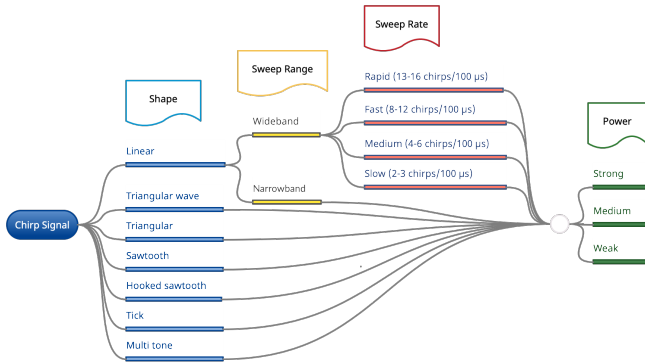 Sweep Rate
Sweep Range
Shape
Power
Rapid (13-16 chirps/100 µs)
Fast (8-12 chirps/100 µs)
Medium (4-6 chirps/100 µs)
Slow (2-3 chirps/100 µs)
Wideband
Narrowband
Linear
Triangular wave
Triangular
Sawtooth
Hooked sawtooth
Tick
Multi tone
Chirp Signal
Strong
Medium
Weak